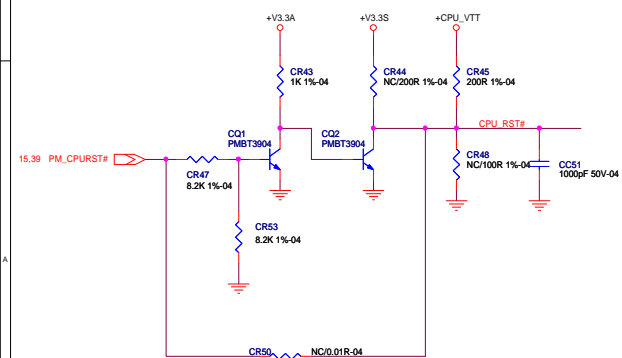 +V3.3A
+V3.3S
+CPU_VTT
CR43
1K 1%-04
CR44
NC/200R 1%-04
CR45
200R 1%-04
CPU_RST#
CQ1
PMBT3904
CQ2
PMBT3904
15,39 PM_CPURST#
CR47
8.2K 1%-04
CR48
NC/100R 1%-04
CC51
1000pF 50V-04
CR53
8.2K 1%-04
A
CR50
NC/0.01R-04